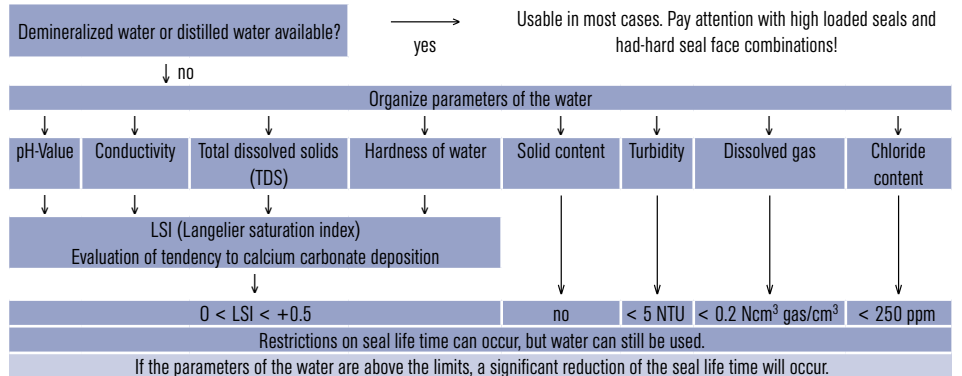 Demineralized water or distilled water available?
yes
Usable in most cases. Pay attention with high loaded seals and
had-hard seal face combinations!
no
Organize parameters of the water
pH-Value
Conductivity
Total dissolved solids
(TDS)
Hardness of water
Solid content
Turbidity
Dissolved gas
Chloride
content
LSI (Langelier saturation index)
Evaluation of tendency to calcium carbonate deposition
0 < LSI < +0.5
no
< 5 NTU
< 0.2 Ncm³ gas/cm³
< 250 ppm
Restrictions on seal life time can occur, but water can still be used.
If the parameters of the water are above the limits, a significant reduction of the seal life time will occur.